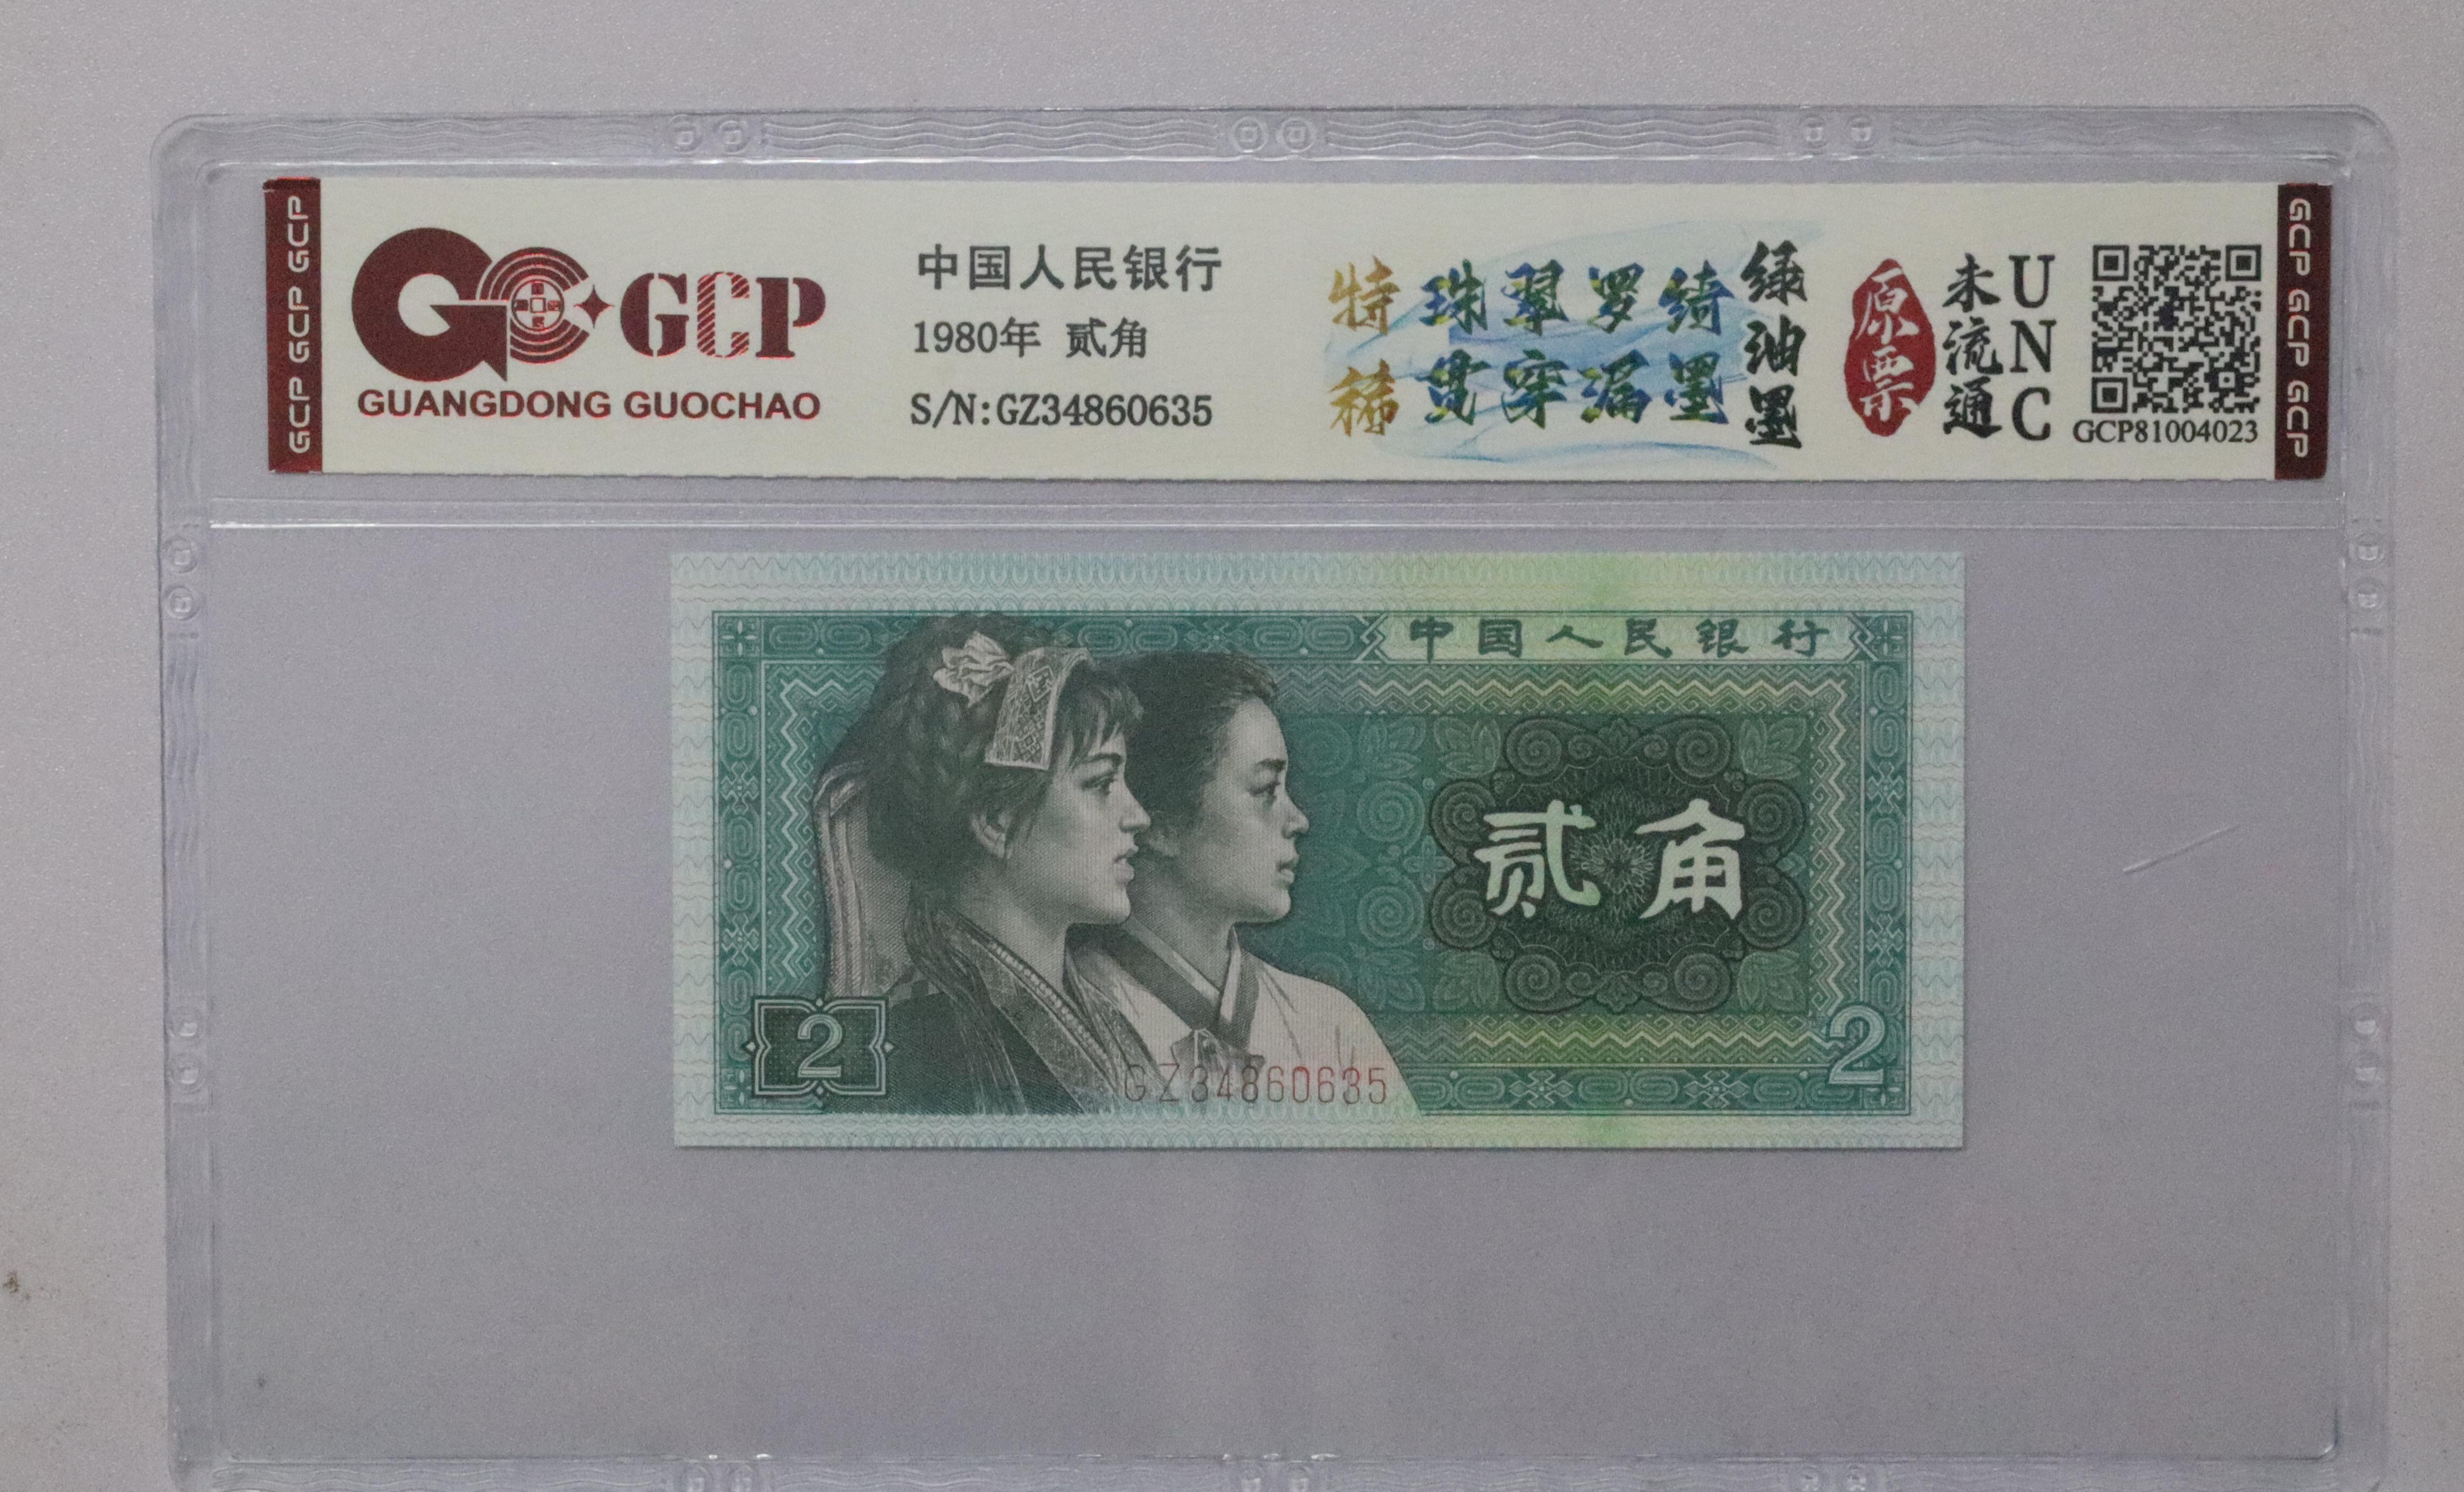 GCP GCP GCP
GCP
GUANGDONG GUOCHAO
中国人民银行
1980年 贰角
S/N:GZ34860635
特稀
珠翠罗绮
贯穿漏墨
绿油墨
原票
未流通
UNC
GCP81004023
GCP GCP GCP
中国人民银行
贰角
2
2
GZ34860635